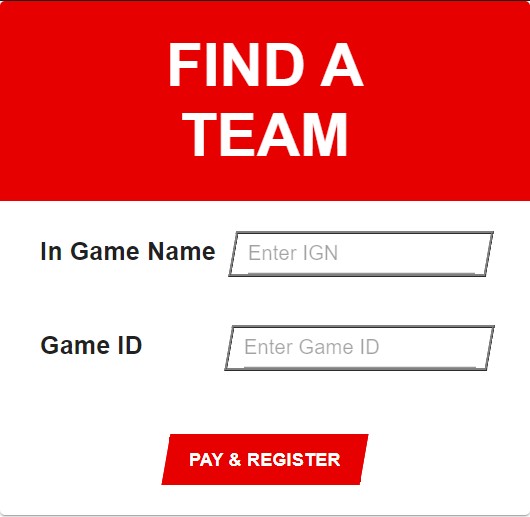 FIND A
TEAM
In Game Name
Enter IGN
Game ID
Enter Game ID
PAY & REGISTER